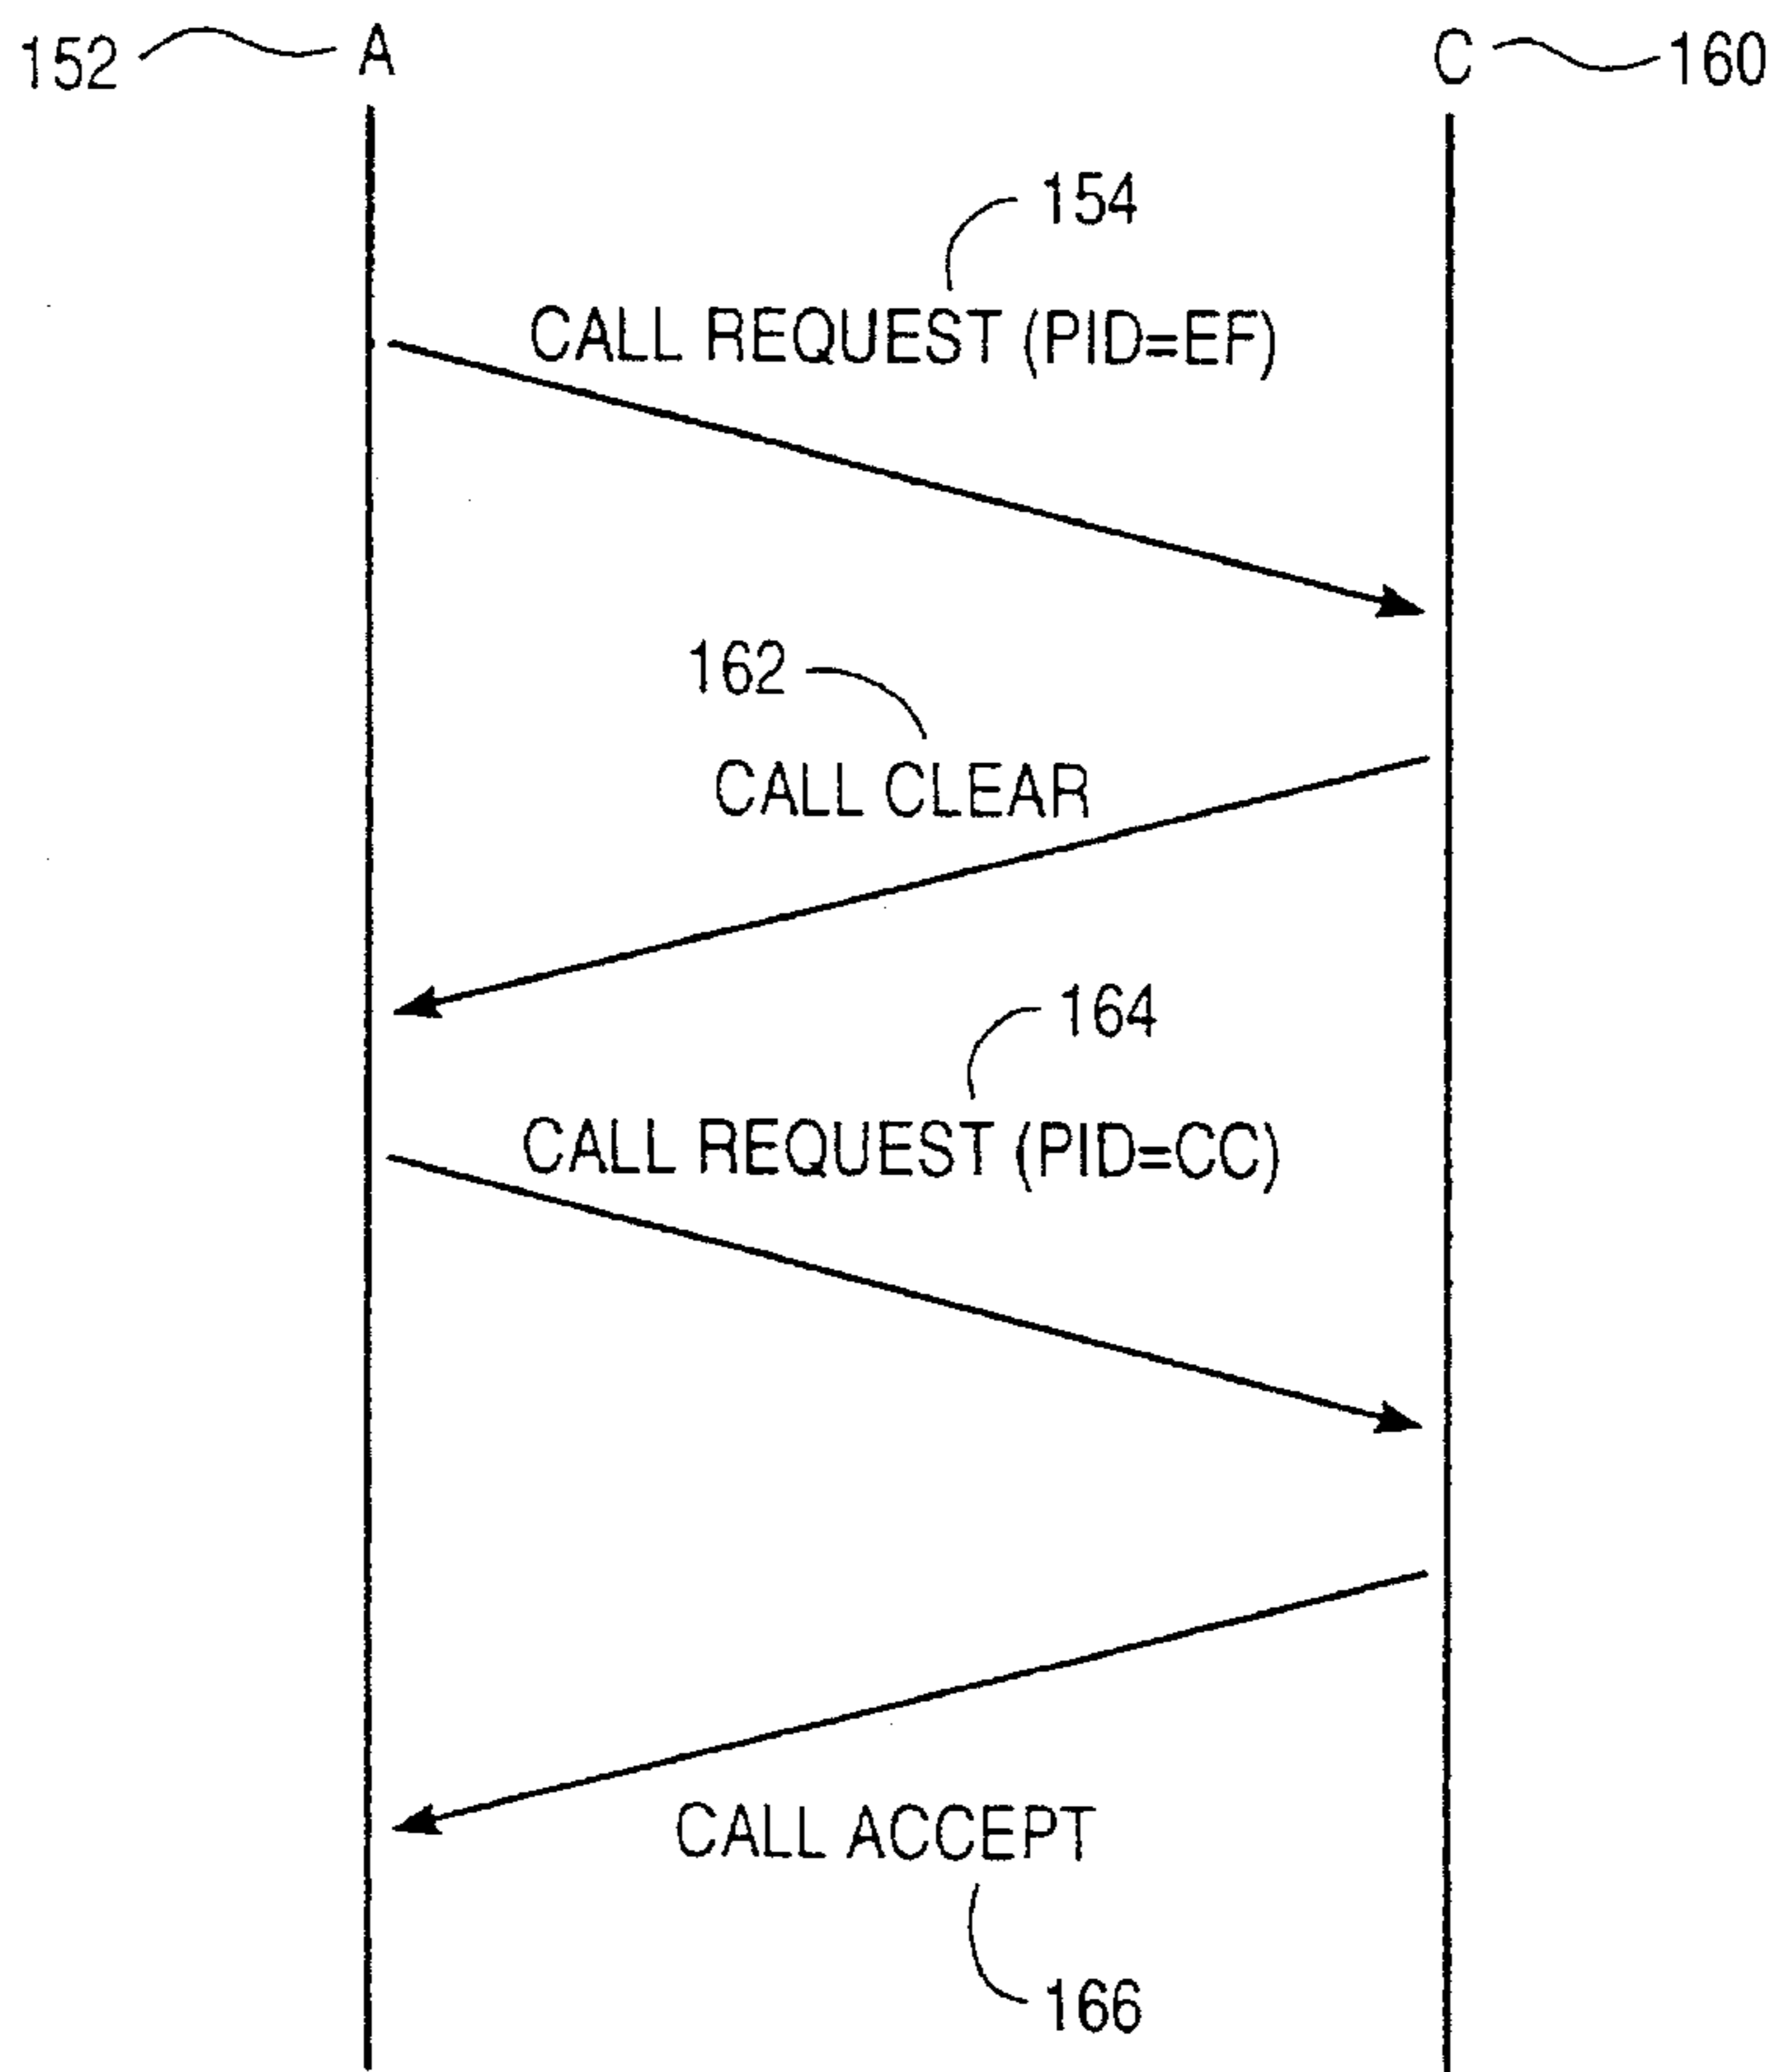 152 A C 160
154
CALL REQUEST (PID=EF)
162
CALL CLEAR
164
CALL REQUEST (PID=CC)
CALL ACCEPT
166